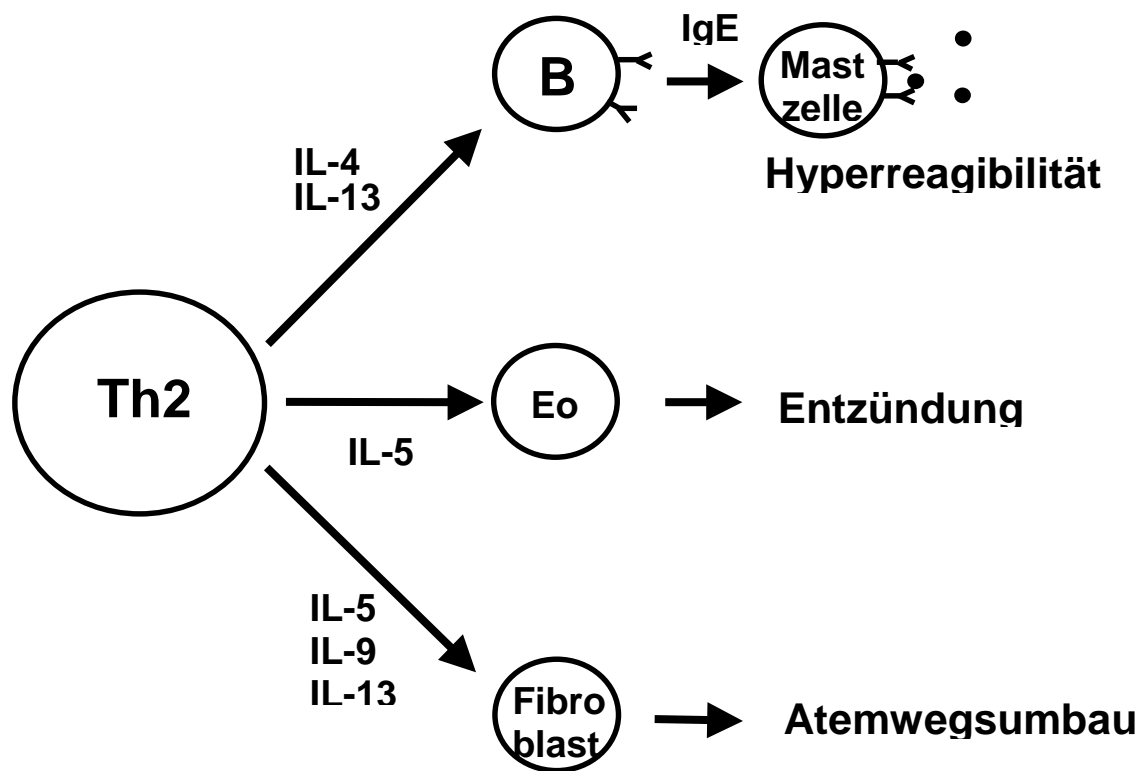 IgE
B
Mast
zelle
IL-4
IL-13
Hyperreagibilität
Th2
Eo
Entzündung
IL-5
IL-5
IL-9
IL-13
Fibro
blast
Atemwegsumbau